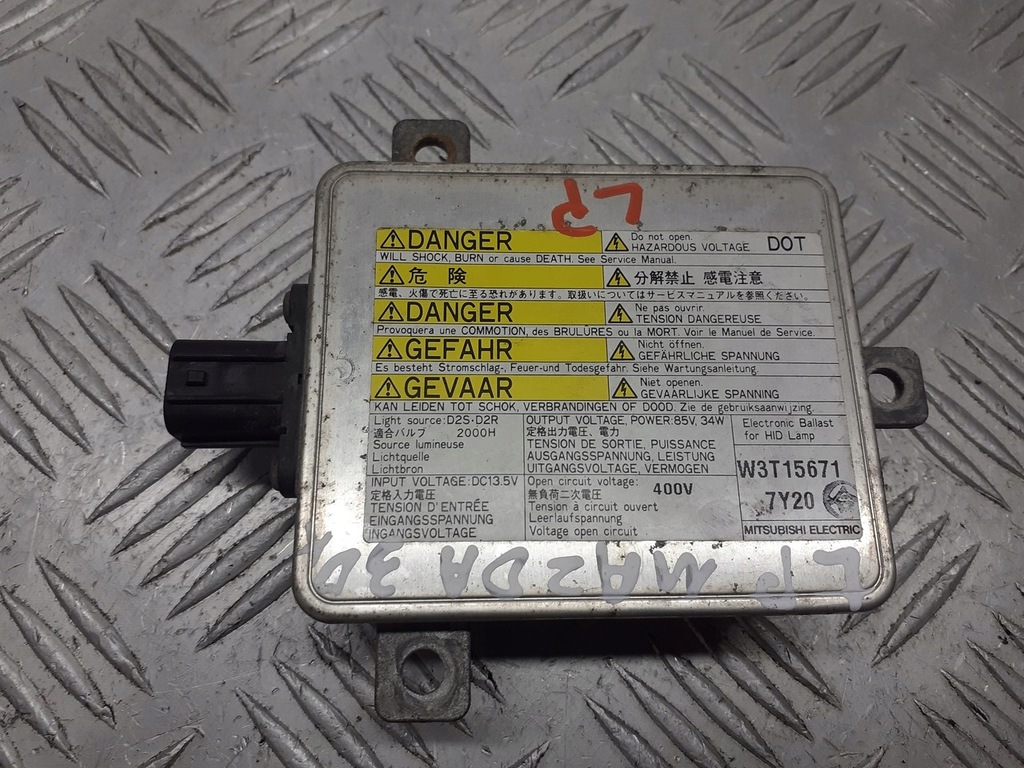 LP
DANGER
Do not open.
HAZARDOUS VOLTAGE DOT
WILL SHOCK, BURN or cause DEATH. See Service Manual.
危 険
分解禁止 感電注意
感電、火傷で死亡に至る恐れがあります。取扱いについてはサービスマニュアルを参照ください。
DANGER
Ne pas ouvrir.
TENSION DANGEREUSE
Provoquera une COMMOTION, des BRULÛRES ou la MORT. Voir le Manuel de Service.
GEFAHR
Nicht öffnen.
GEFÄHRLICHE SPANNUNG
Es besteht Stromschlag-, Feuer-und Todesgefahr. Siehe Wartungsanleitung.
GEVAAR
Niet openen.
GEVAARLIJKE SPANNING
KAN LEIDEN TOT SCHOK, VERBRANDINGEN OF DOOD. Zie de gebruiksaanwijzing.
Light source:D2S·D2R
適合バルブ 2000H
Source lumineuse
Lichtquelle
Lichtbron
OUTPUT VOLTAGE, POWER:85V, 34W
定格出力電圧、電力
TENSION DE SORTIE, PUISSANCE
AUSGANGSSPANNUNG, LEISTUNG
UITGANGSVOLTAGE, VERMOGEN
Electronic Ballast
for HID Lamp
INPUT VOLTAGE:DC13.5V
定格入力電圧
TENSION D'ENTRÉE
EINGANGSSPANNUNG
INGANGSVOLTAGE
Open circuit voltage: 400V
無負荷二次電圧
Tension à circuit ouvert
Leerlaufspannung
Voltage open circuit
W3T15671
7Y20
MITSUBISHI ELECTRIC
LP MAZDA 3